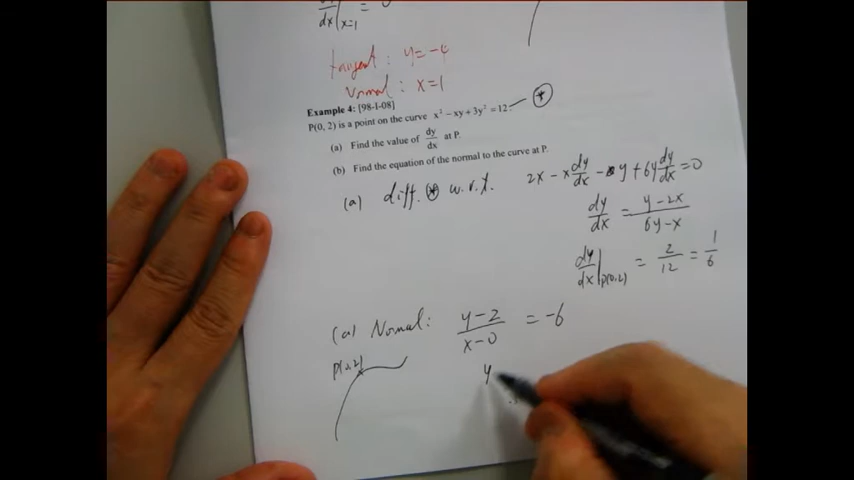 dy/dx|x=1 = 0
tangent : y=-4
Normal : x=1
Example 4: [98-I-08]
P(0, 2) is a point on the curve x² − xy + 3y² = 12.
(a) Find the value of dy/dx at P.
(b) Find the equation of the normal to the curve at P.
(a) diff. (*) w.r.t. 2x - x dy/dx - y + 6y dy/dx = 0
dy/dx = y-2x / 6y-x
dy/dx|P(0,2) = 2/12 = 1/6
(a) Normal: y-2 / x-0 = -6
P(0,2)
y